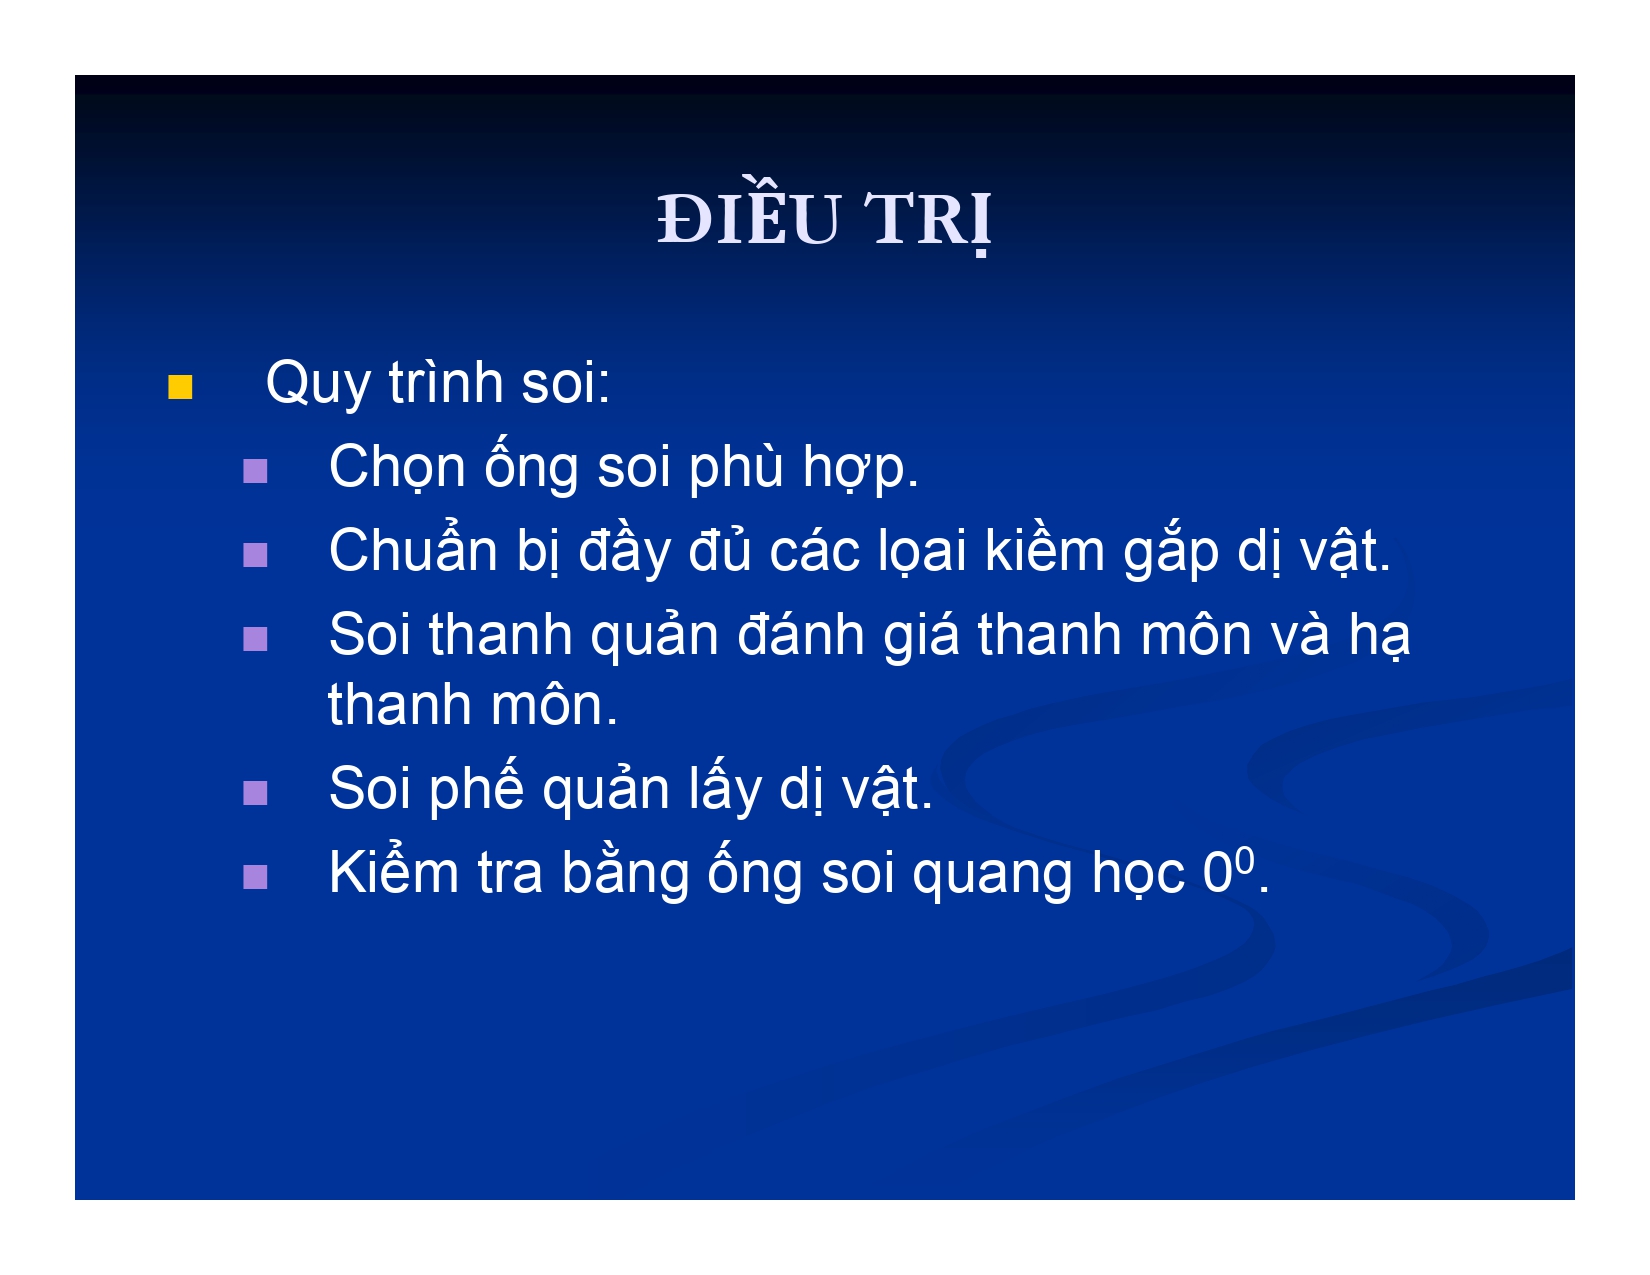 ĐIỀU TRỊ
Quy trình soi:
Chọn ống soi phù hợp.
Chuẩn bị đầy đủ các lọai kiềm gắp dị vật.
Soi thanh quản đánh giá thanh môn và hạ
thanh môn.
Soi phế quản lấy dị vật.
Kiểm tra bằng ống soi quang học 0⁰.